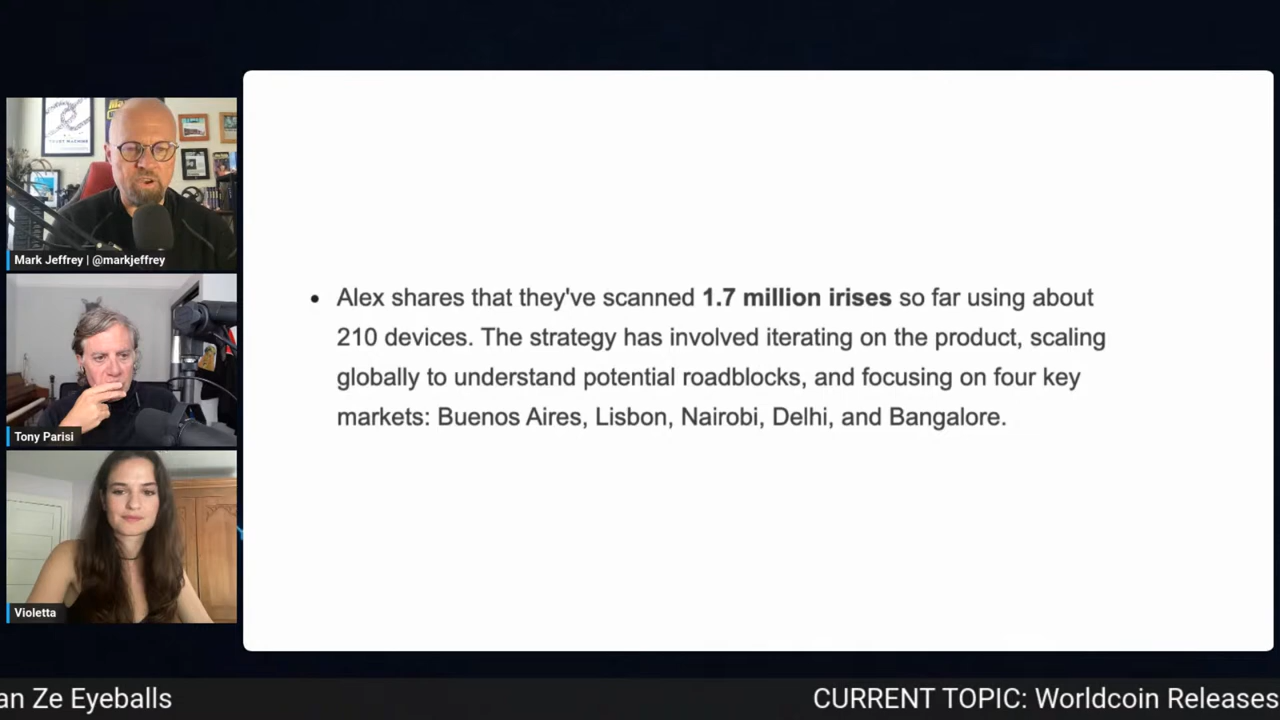 Mark Jeffrey | @markjeffrey
Tony Parisi
Violetta
• Alex shares that they've scanned 1.7 million irises so far using about
210 devices. The strategy has involved iterating on the product, scaling
globally to understand potential roadblocks, and focusing on four key
markets: Buenos Aires, Lisbon, Nairobi, Delhi, and Bangalore.
an Ze Eyeballs
CURRENT TOPIC: Worldcoin Releases